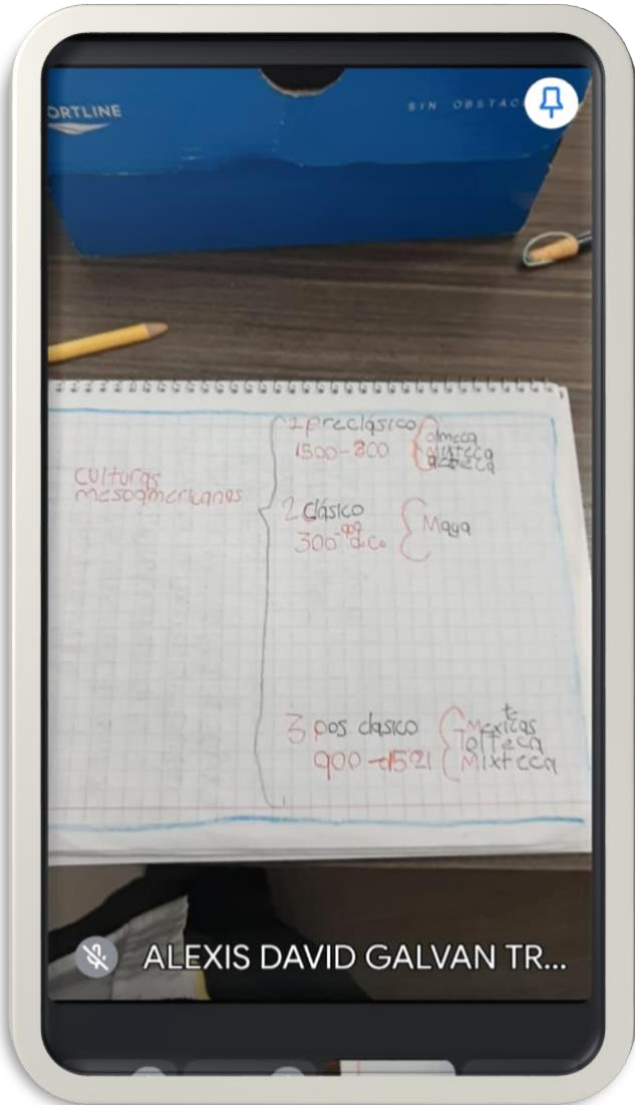 ORTLINE
SIN OBSTAC
1 preclásico
1500-800
olmeca
Mixteca
culturas
mesoamericanas
2 clásico
300-900 d.C.
Maya
3 pos clasico
900-1521
Mexicas
Tolteca
Mixteca
ALEXIS DAVID GALVAN TR...